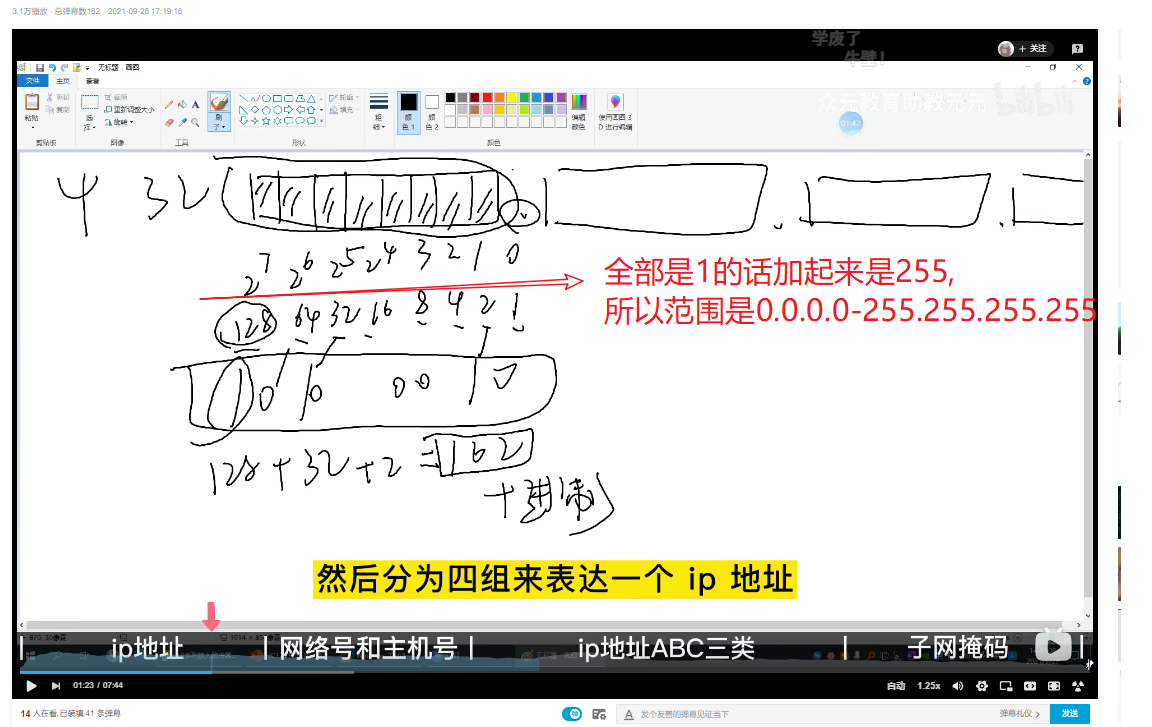 3.1万播放 · 总弹幕数182 2021-09-28 17:19:16
学废了
牛壁!
+ 关注
无标题 - 画图
文件 主页 查看
粘贴 剪切 复制
选择 裁剪 重新调整大小 旋转
刷子
轮廓 填充
粗细
颜色 1 颜色 2
编辑颜色
使用画图 3D 进行编辑
剪贴板 图像 工具 形状 颜色
众元教育助教元元
bilibili
01:42
4 32
2^7 2^6 2^5 2^4 3 2 1 0
128 64 32 16 8 4 2 1
全部是1的话加起来是255,
所以范围是0.0.0.0-255.255.255.255
1 0 1 0 0 0 1 0
128+32+2=162
十进制
然后分为四组来表达一个 ip 地址
ip地址 | 网络号和主机号 | ip地址ABC三类 | 子网掩码 |
01:23 / 07:44 自动 1.25x
14 人在看,已装填 41 条弹幕 发个友善的弹幕见证当下 弹幕礼仪 > 发送